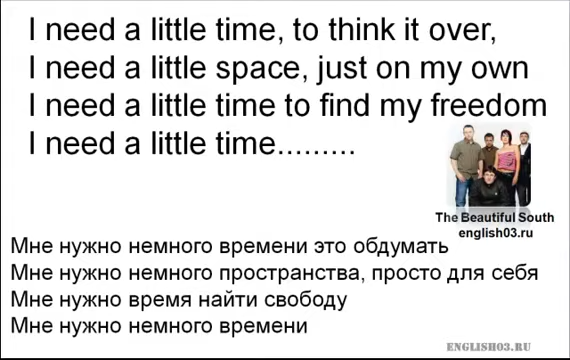 I need a little time, to think it over,
I need a little space, just on my own
I need a little time to find my freedom
I need a little time.........
The Beautiful South
english03.ru
Мне нужно немного времени это обдумать
Мне нужно немного пространства, просто для себя
Мне нужно время найти свободу
Мне нужно немного времени
ENGLISH03.RU